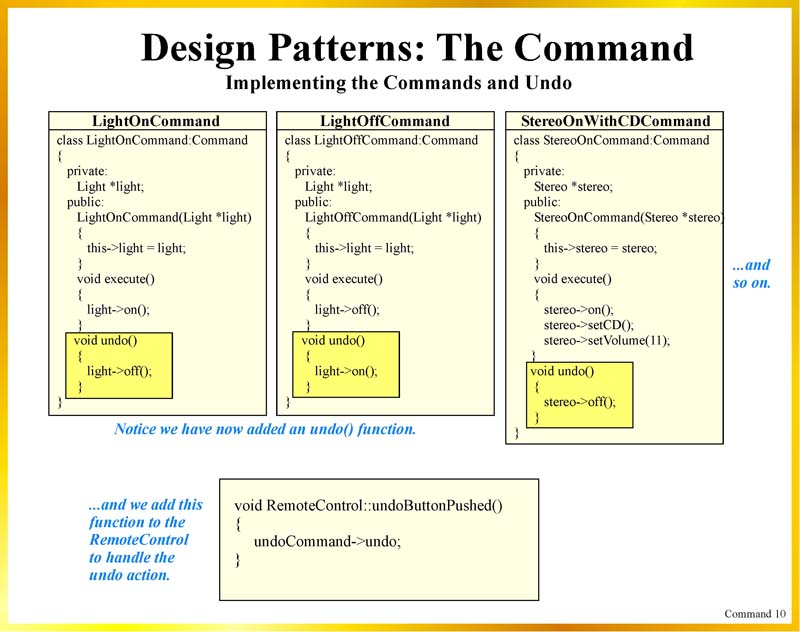 Design Patterns: The Command
Implementing the Commands and Undo
LightOnCommand
class LightOnCommand:Command
{
private:
Light *light;
public:
LightOnCommand(Light *light)
{
this->light = light;
}
void execute()
{
light->on();
}
void undo()
{
light->off();
}
}
LightOffCommand
class LightOffCommand:Command
{
private:
Light *light;
public:
LightOffCommand(Light *light)
{
this->light = light;
}
void execute()
{
light->off();
}
void undo()
{
light->on();
}
}
StereoOnWithCDCommand
class StereoOnCommand:Command
{
private:
Stereo *stereo;
public:
StereoOnCommand(Stereo *stereo)
{
this->stereo = stereo;
}
void execute()
{
stereo->on();
stereo->setCD();
stereo->setVolume(11);
}
void undo()
{
stereo->off();
}
}
...and
so on.
Notice we have now added an undo() function.
...and we add this
function to the
RemoteControl
to handle the
undo action.
void RemoteControl::undoButtonPushed()
{
undoCommand->undo;
}
Command 10